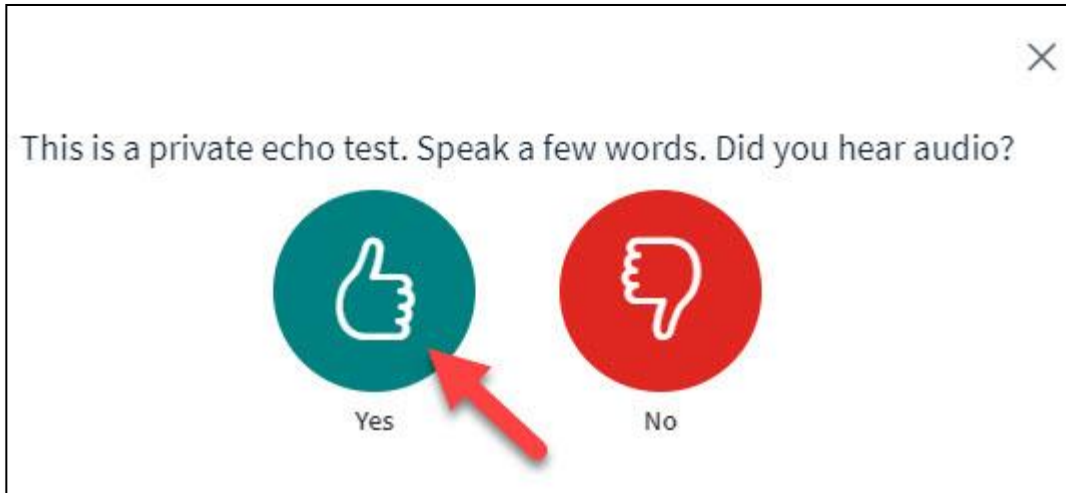 This is a private echo test. Speak a few words. Did you hear audio?
Yes
No